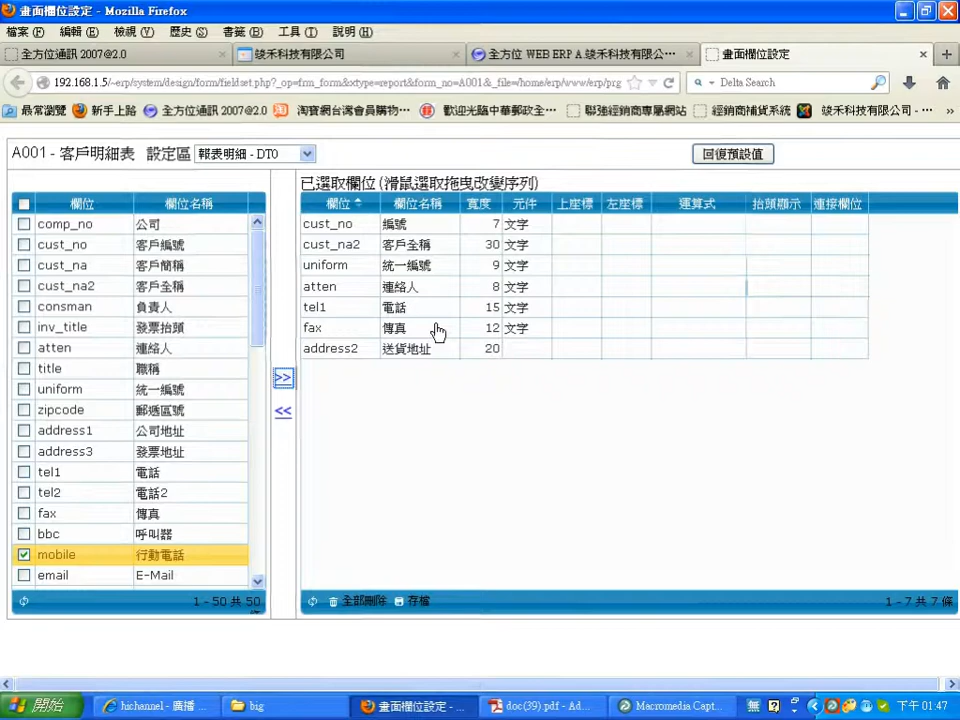 畫面欄位設定 - Mozilla Firefox
檔案(F) 編輯(E) 檢視(V) 歷史(S) 書籤(B) 工具(T) 說明(H)
全方位通訊 2007@2.0 竣禾科技有限公司 全方位 WEB ERP A.竣禾科技有限公... 畫面欄位設定
192.168.1.5/~erp/system/design/form/fieldset.php?_op=frm_form&xtype=report&form_no=A001&_file=/home/erp/www/erp/prg Delta Search
最常瀏覽 新手上路 全方位通訊 2007@2.0 淘寶網台灣會員購物... 歡迎光臨中華郵政全... 聯強經銷商專屬網站 經銷商補貨系統 竣禾科技有限公司 -... »
A001 - 客戶明細表 設定區 報表明細 - DT0 回復預設值
已選取欄位 (滑鼠選取拖曳改變序列)
欄位 欄位名稱 欄位 欄位名稱 寬度 元件 上座標 左座標 運算式 抬頭顯示 連接欄位
comp_no 公司 cust_no 編號 7 文字
cust_no 客戶編號 cust_na2 客戶全稱 30 文字
cust_na 客戶簡稱 uniform 統一編號 9 文字
cust_na2 客戶全稱 atten 連絡人 8 文字
consman 負責人 tel1 電話 15 文字
inv_title 發票抬頭 fax 傳真 12 文字
atten 連絡人 address2 送貨地址 20
title 職稱
uniform 統一編號 >>
zipcode 郵遞區號 <<
address1 公司地址
address3 發票地址
tel1 電話
tel2 電話2
fax 傳真
bbc 呼叫器
mobile 行動電話
email E-Mail
1 - 50 共 50 全部刪除 存檔 1 - 7 共 7 條
開始 hichannel - 廣播 ... big 畫面欄位設定 - ... doc(39).pdf - Ad... Macromedia Capt... 無 下午 01:47